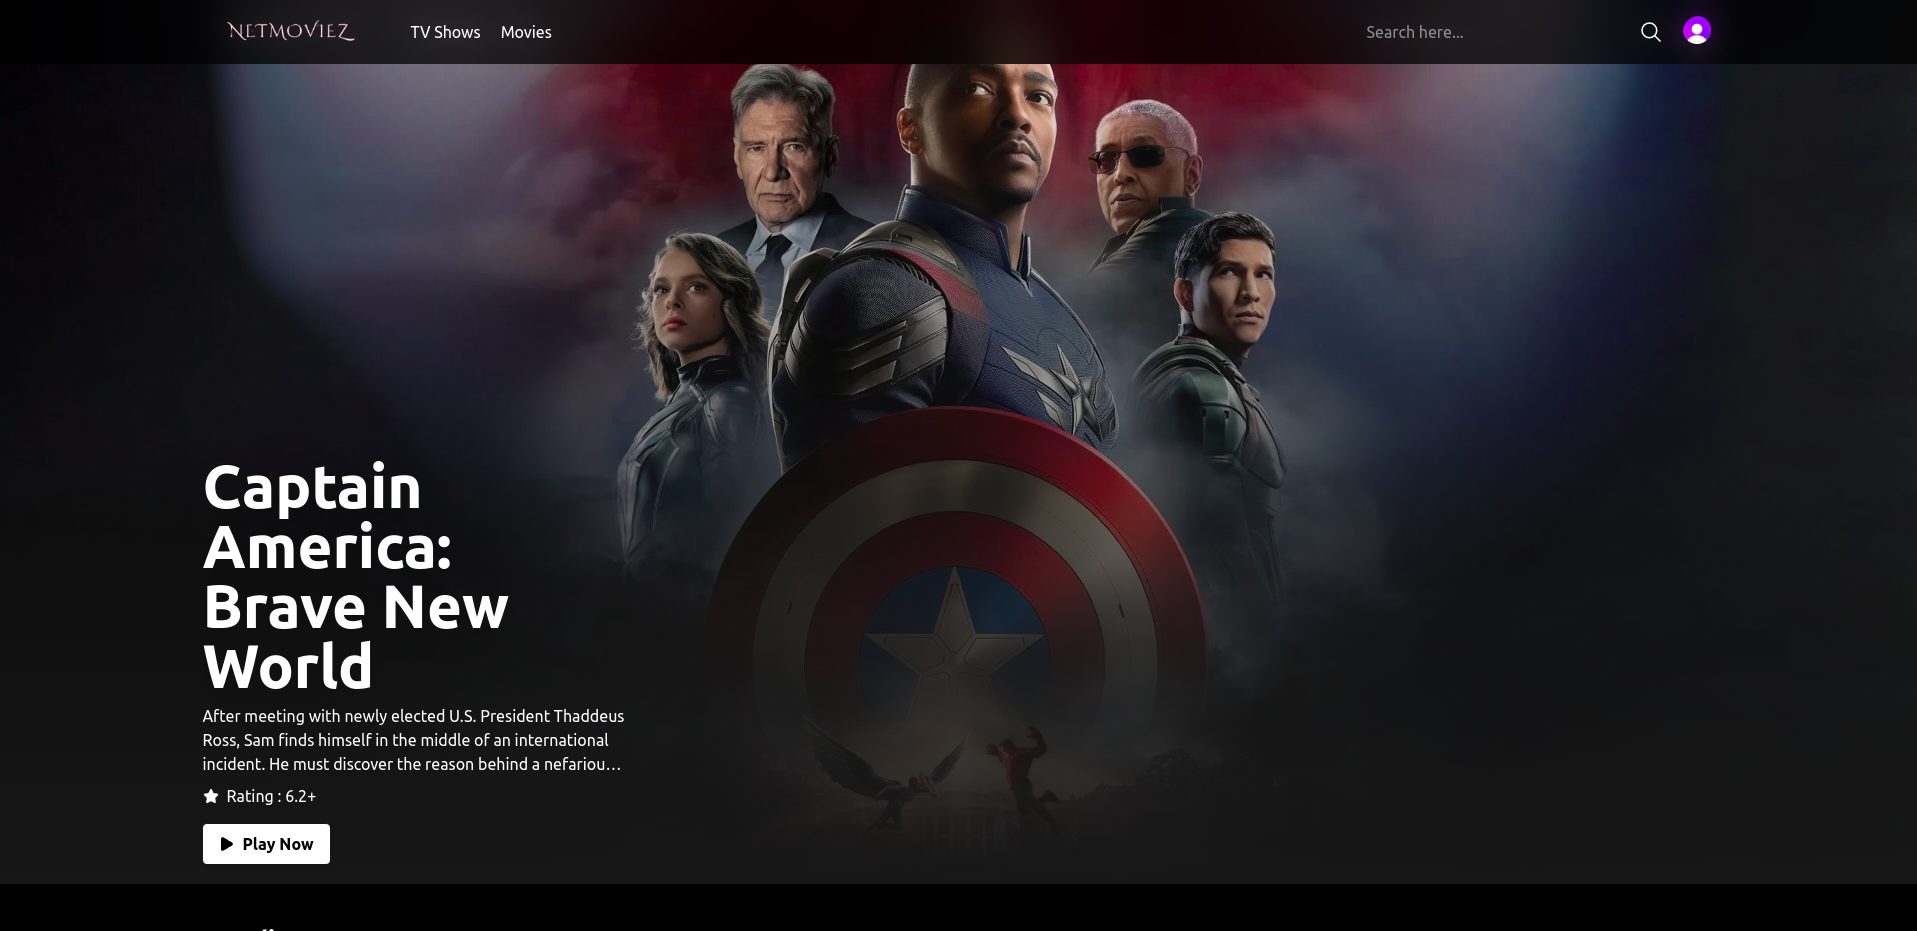 NETMOVIEZ
TV Shows
Movies
Search here...
Captain
America:
Brave New
World
After meeting with newly elected U.S. President Thaddeus
Ross, Sam finds himself in the middle of an international
incident. He must discover the reason behind a nefariou…
Rating : 6.2+
Play Now